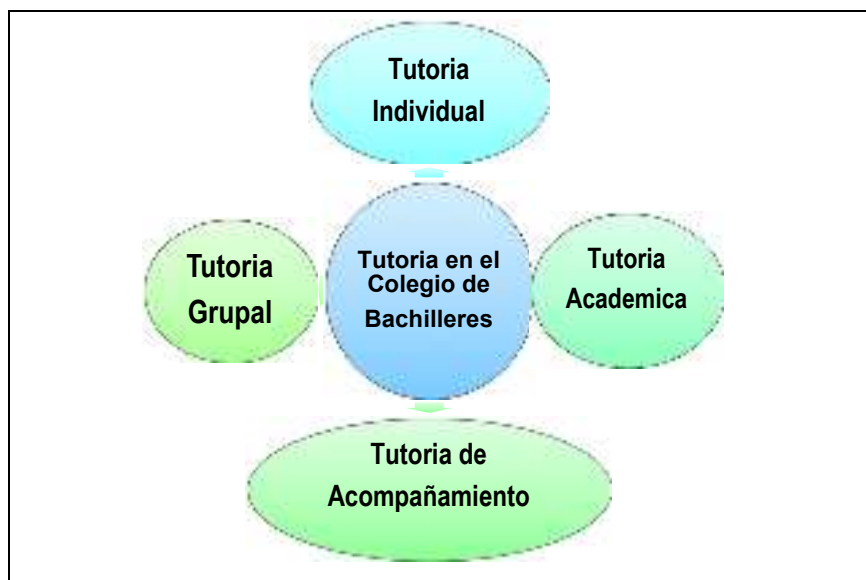 Tutoria
Individual
Tutoria
Grupal
Tutoria en el
Colegio de
Bachilleres
Tutoria
Academica
Tutoria de
Acompañamiento